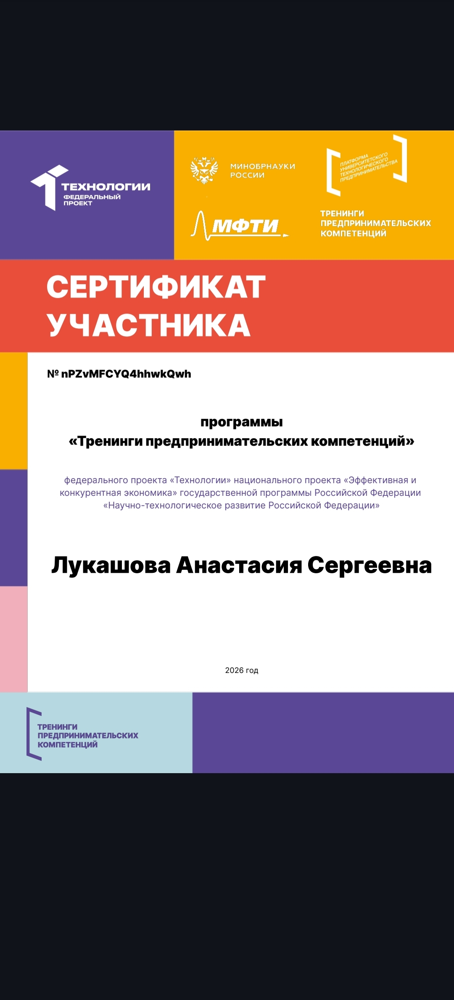 ТЕХНОЛОГИИ
ФЕДЕРАЛЬНЫЙ
ПРОЕКТ
МИНОБРНАУКИ
РОССИИ
ПЛАТФОРМА
УНИВЕРСИТЕТСКОГО
ТЕХНОЛОГИЧЕСКОГО
ПРЕДПРИНИМАТЕЛЬСТВА
МФТИ
ТРЕНИНГИ
ПРЕДПРИНИМАТЕЛЬСКИХ
КОМПЕТЕНЦИЙ
СЕРТИФИКАТ
УЧАСТНИКА
№ nPZvMFCYQ4hhwkQwh
программы
«Тренинги предпринимательских компетенций»
федерального проекта «Технологии» национального проекта «Эффективная и
конкурентная экономика» государственной программы Российской Федерации
«Научно-технологическое развитие Российской Федерации»
Лукашова Анастасия Сергеевна
2026 год
ТРЕНИНГИ
ПРЕДПРИНИМАТЕЛЬСКИХ
КОМПЕТЕНЦИЙ